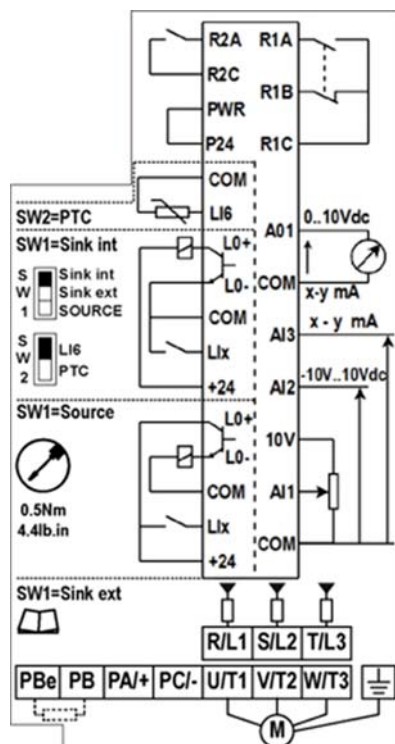 R2A R1A
R2C
R1B
PWR
P24 R1C
COM
SW2=PTC LI6
SW1=Sink int
A01 0..10Vdc
L0+
S W 1 Sink int
Sink ext
SOURCE
L0- COM x-y mA
COM
AI3 x - y mA
S W 2 LI6
PTC
LIx
+24 AI2 -10V..10Vdc
SW1=Source
L0+
L0- 10V
COM AI1
0.5Nm
4.4lb.in
LIx
COM
+24
SW1=Sink ext
R/L1 S/L2 T/L3
PBe PB PA/+ PC/- U/T1 V/T2 W/T3
M